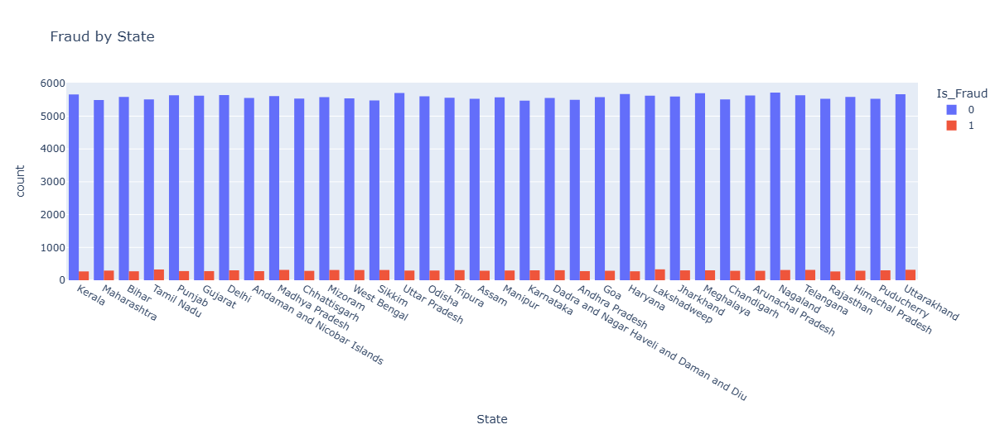 Fraud by State
6000
5000
4000
3000
2000
1000
0
count
Is_Fraud
0
1
Kerala
Maharashtra
Bihar
Tamil Nadu
Punjab
Gujarat
Delhi
Andaman and Nicobar Islands
Madhya Pradesh
Chhattisgarh
Mizoram
West Bengal
Sikkim
Uttar Pradesh
Odisha
Tripura
Assam
Manipur
Karnataka
Dadra and Nagar Haveli and Daman and Diu
Andhra Pradesh
Goa
Haryana
Lakshadweep
Jharkhand
Meghalaya
Chandigarh
Arunachal Pradesh
Nagaland
Telangana
Rajasthan
Himachal Pradesh
Puducherry
Uttarakhand
State